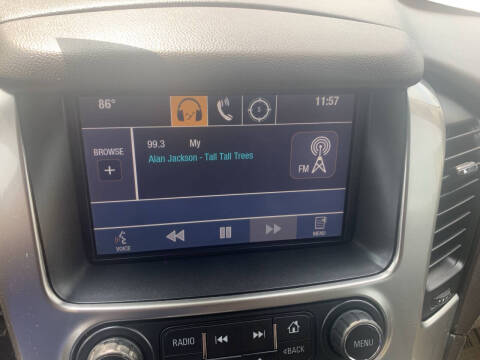 86°
11:57
S
BROWSE
+
99.3 My
Alan Jackson - Tall Tall Trees
FM
VOICE
MENU
RADIO
BACK
MENU